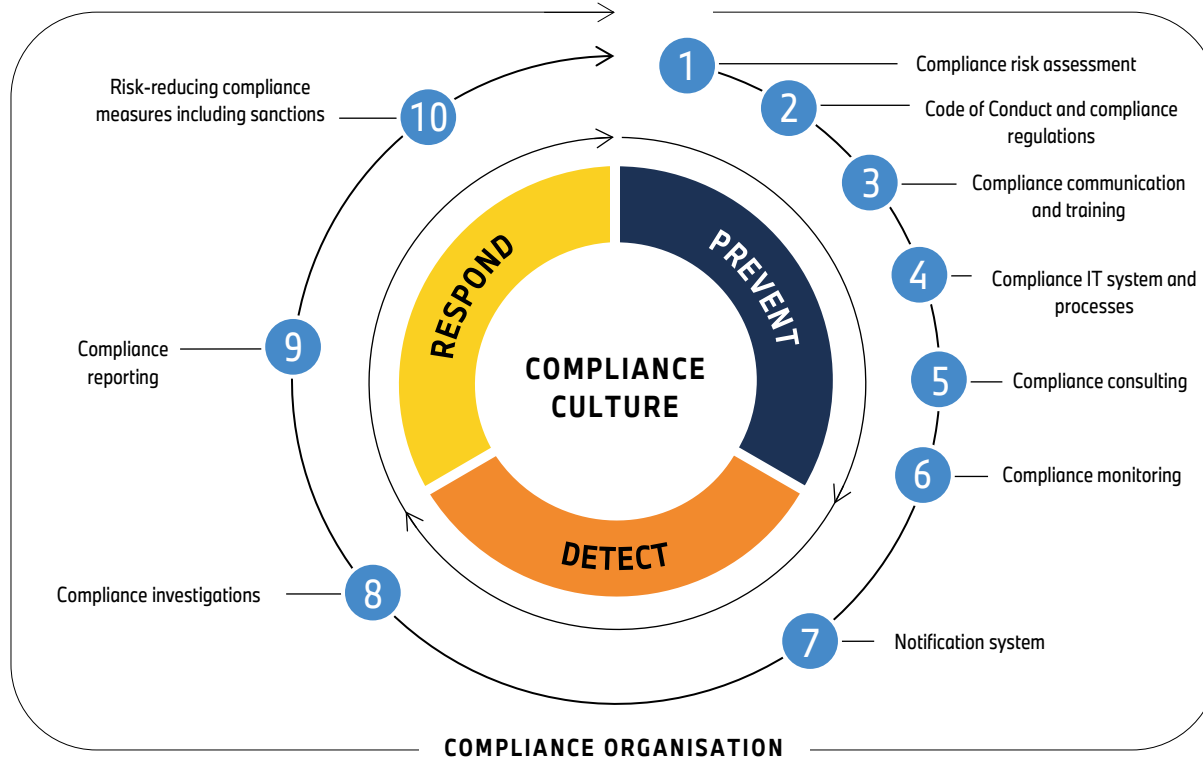 1
Compliance risk assessment
2
Code of Conduct and compliance
regulations
3
Compliance communication
and training
4
Compliance IT system and
processes
5
Compliance consulting
6
Compliance monitoring
7
Notification system
8
Compliance investigations
9
Compliance
reporting
10
Risk-reducing compliance
measures including sanctions
PREVENT
DETECT
RESPOND
COMPLIANCE
CULTURE
COMPLIANCE ORGANISATION